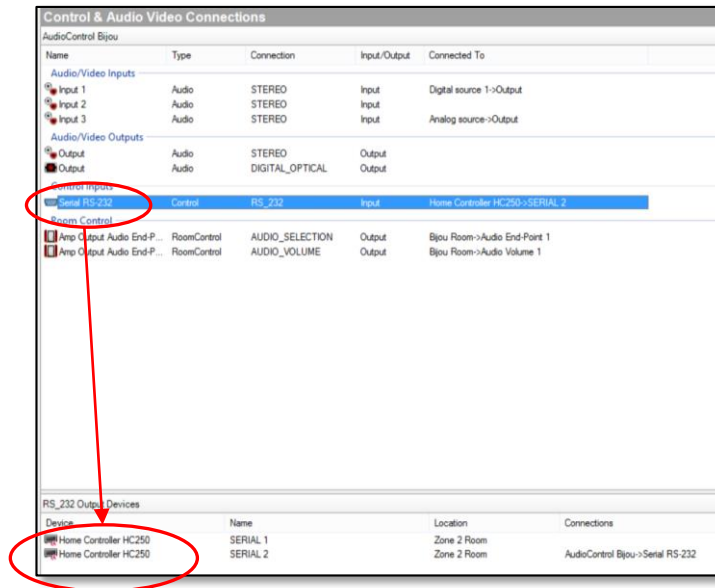 Control & Audio Video Connections
AudioControl Bijou
Name Type Connection Input/Output Connected To
Audio/Video Inputs
Input 1 Audio STEREO Input Digital source 1->Output
Input 2 Audio STEREO Input
Input 3 Audio STEREO Input Analog source->Output
Audio/Video Outputs
Output Audio STEREO Output
Output Audio DIGITAL_OPTICAL Output
Control Inputs
Serial RS-232 Control RS_232 Input Home Controller HC250->SERIAL 2
Room Control
Amp Output Audio End-P... RoomControl AUDIO_SELECTION Output Bijou Room->Audio End-Point 1
Amp Output Audio End-P... RoomControl AUDIO_VOLUME Output Bijou Room->Audio Volume 1
RS_232 Output Devices
Device Name Location Connections
Home Controller HC250 SERIAL 1 Zone 2 Room
Home Controller HC250 SERIAL 2 Zone 2 Room AudioControl Bijou->Serial RS-232